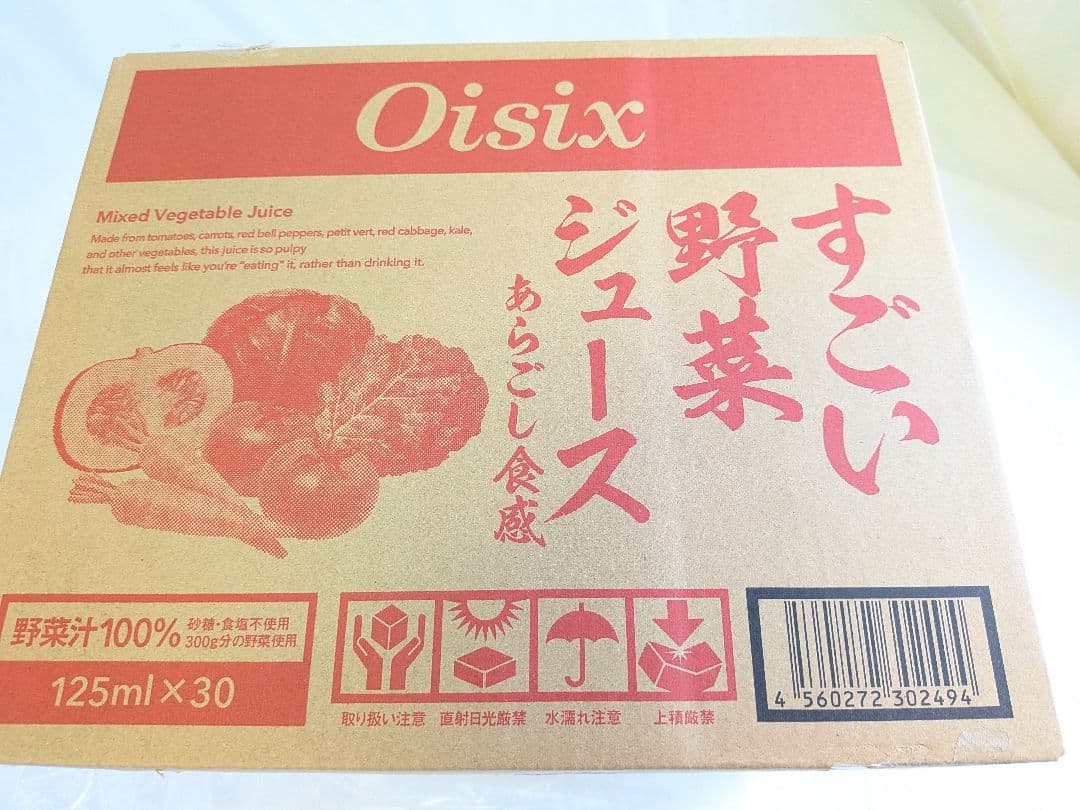 Oisix
Mixed Vegetable Juice
Made from tomatoes, carrots, red bell peppers, petit vert, red cabbage, kale,
and other vegetables, this juice is so pulpy
that it almost feels like you're "eating" it, rather than drinking it.
すごい
野菜
ジュース
あらごし食感
野菜汁100%
砂糖・食塩不使用
300g分の野菜使用
125ml×30
取り扱い注意
直射日光厳禁
水濡れ注意
上積厳禁
4 560272 302494